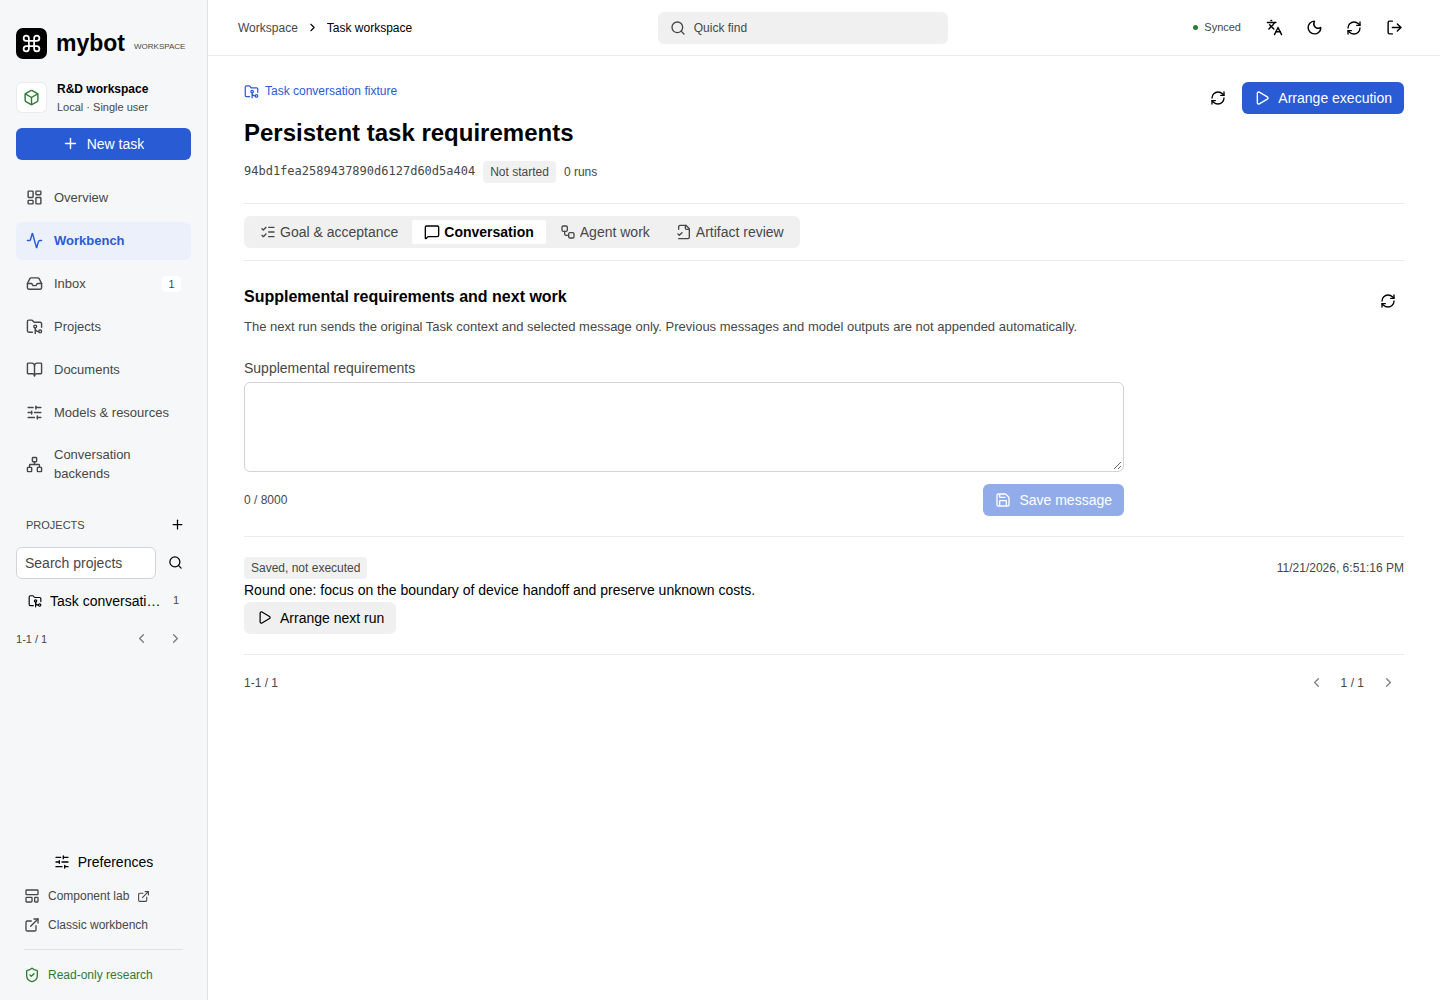 mybot WORKSPACE
R&D workspace
Local · Single user
New task
Overview
Workbench
Inbox 1
Projects
Documents
Models & resources
Conversation
backends
PROJECTS
Search projects
Task conversati… 1
1-1 / 1
Preferences
Component lab
Classic workbench
Read-only research
Workspace Task workspace
Quick find
Synced
Task conversation fixture
Arrange execution
Persistent task requirements
94bd1fea2589437890d6127d60d5a404 Not started 0 runs
Goal & acceptance Conversation Agent work Artifact review
Supplemental requirements and next work
The next run sends the original Task context and selected message only. Previous messages and model outputs are not appended automatically.
Supplemental requirements
0 / 8000
Save message
Saved, not executed 11/21/2026, 6:51:16 PM
Round one: focus on the boundary of device handoff and preserve unknown costs.
Arrange next run
1-1 / 1 1 / 1